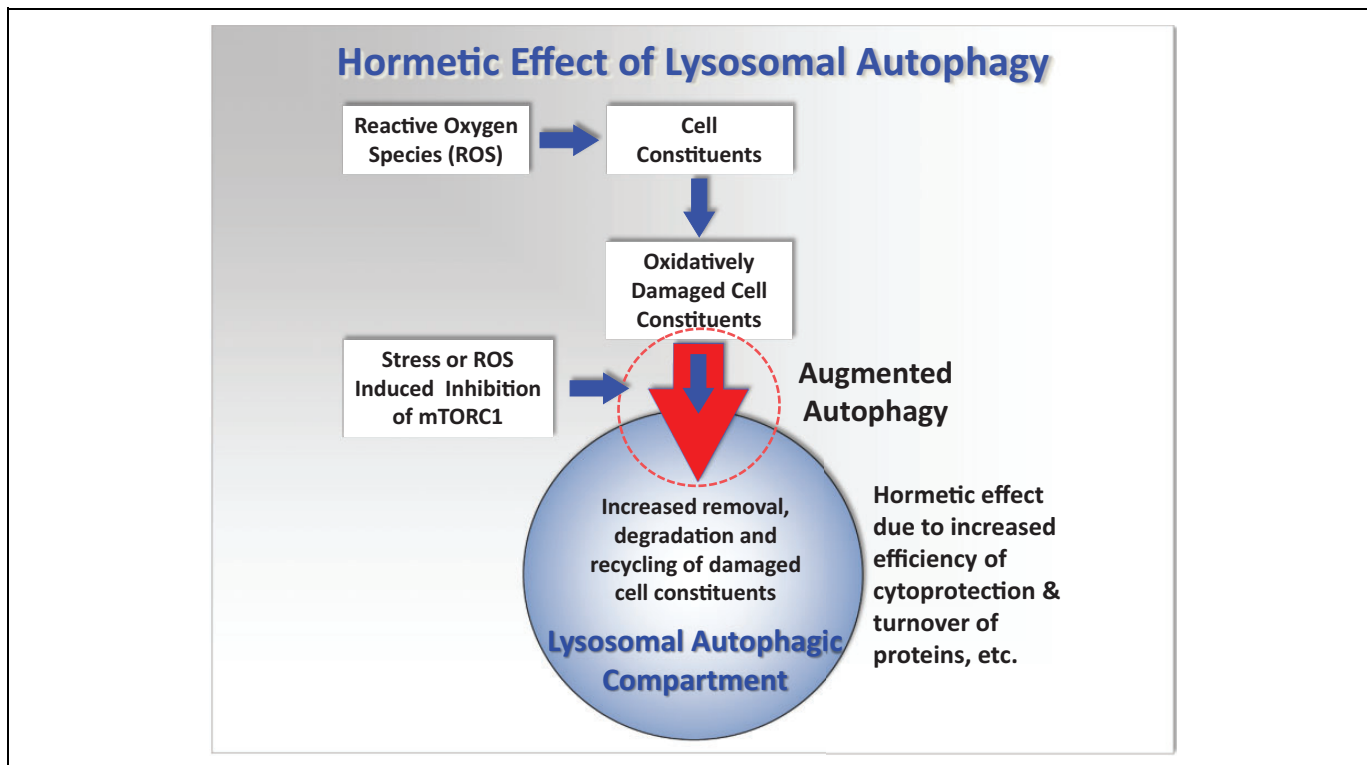 Hormetic Effect of Lysosomal Autophagy
Reactive Oxygen
Species (ROS)
Cell
Constituents
Oxidatively
Damaged Cell
Constituents
Stress or ROS
Induced Inhibition
of mTORC1
Augmented
Autophagy
Increased removal,
degradation and
recycling of damaged
cell constituents
Lysosomal Autophagic
Compartment
Hormetic effect
due to increased
efficiency of
cytoprotection &
turnover of
proteins, etc.